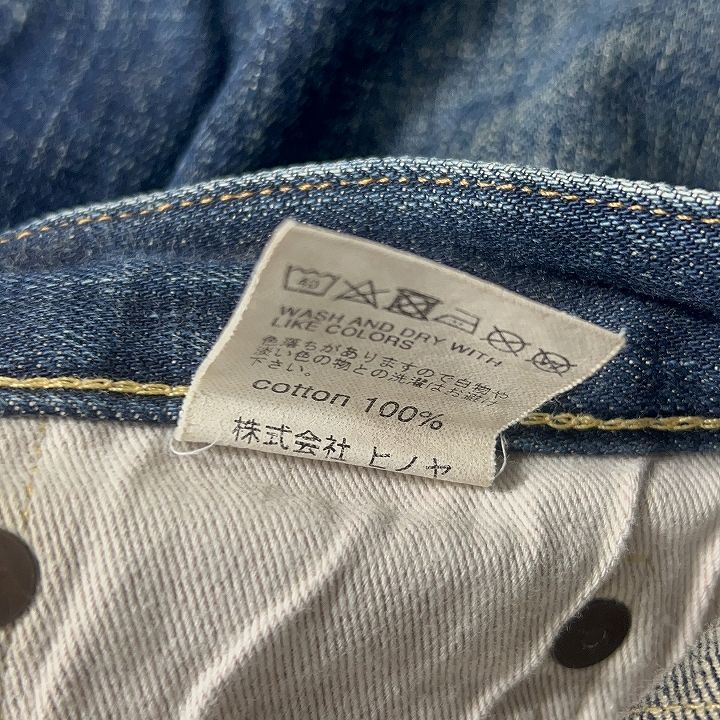 40
WASH AND DRY WITH
LIKE COLORS
色落ちがありますので白物や
淡い色の物との洗濯はお避け
下さい。
cotton 100%
株式会社 ヒノヤ